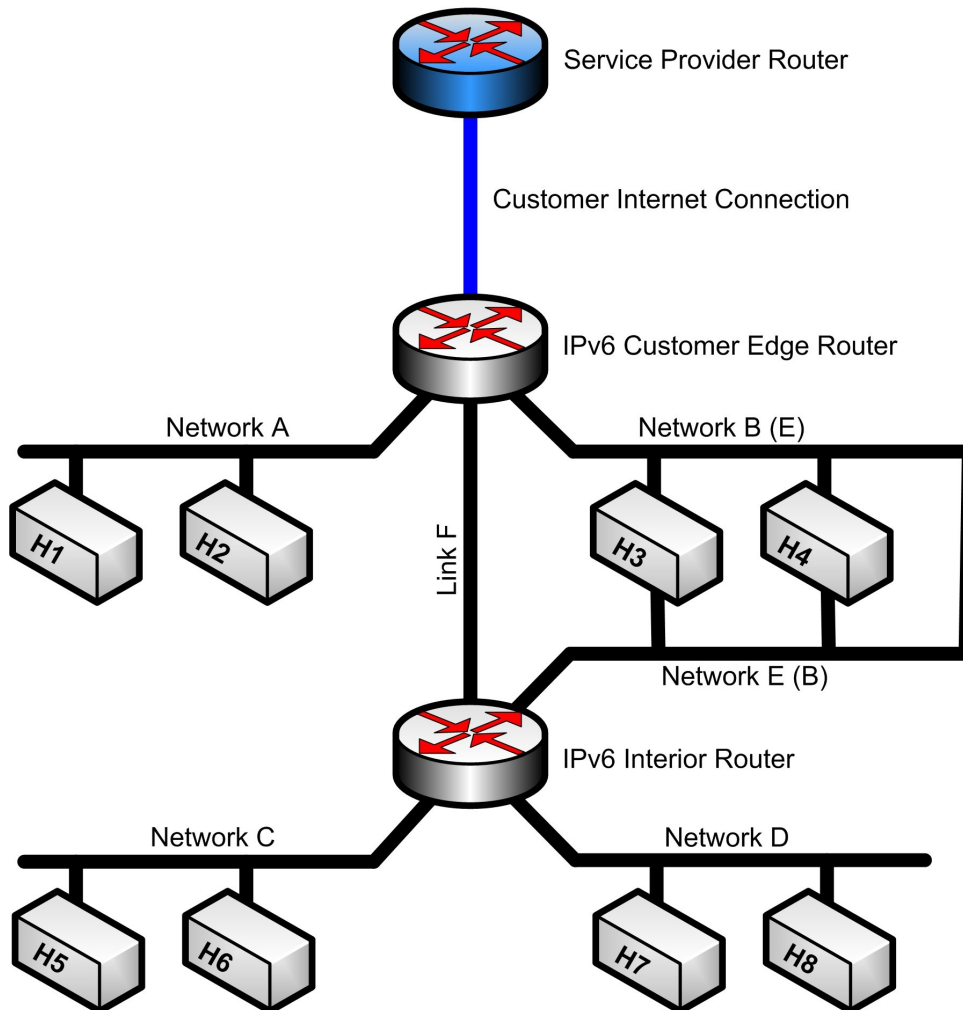 Service Provider Router
Customer Internet Connection
IPv6 Customer Edge Router
Network A
Network B (E)
H1
H2
Link F
H3
H4
Network E (B)
IPv6 Interior Router
Network C
Network D
H5
H6
H7
H8